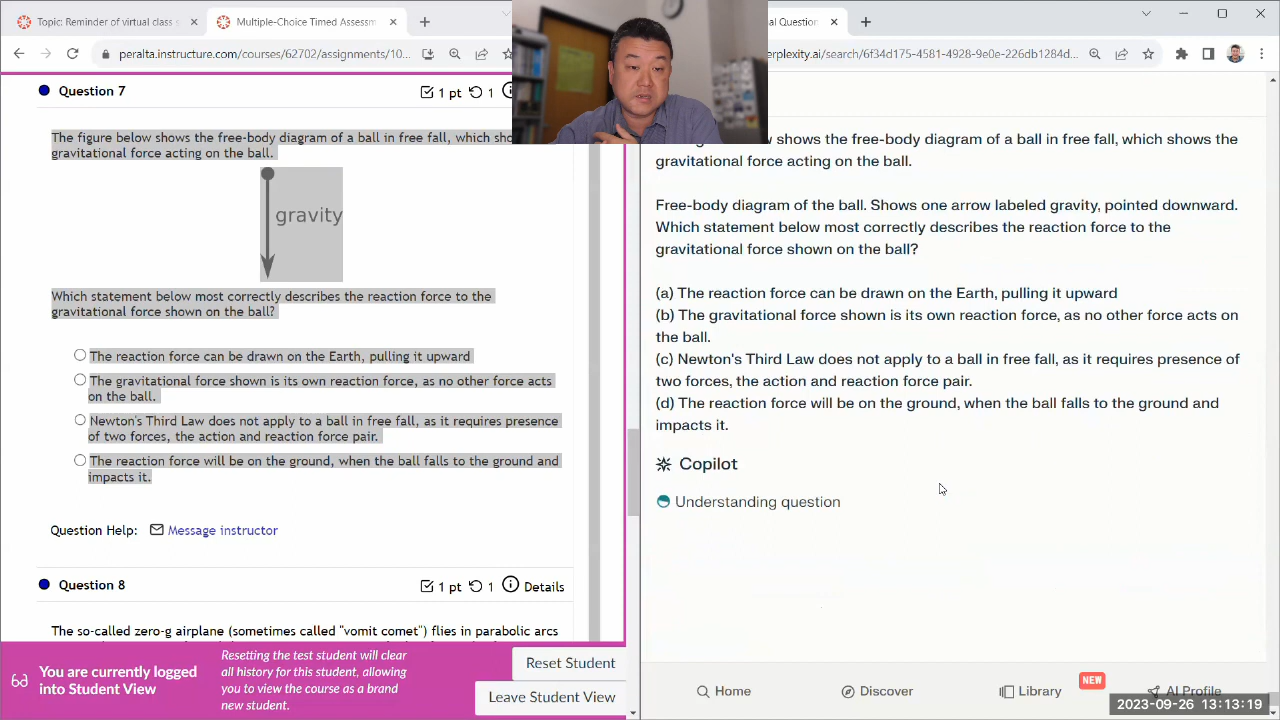 Topic: Reminder of virtual class s
Multiple-Choice Timed Assessm
al Question
peralta.instructure.com/courses/62702/assignments/10...
erplexity.ai/search/6f34d175-4581-4928-9e0e-226db1284d...
Question 7
1 pt
1
The figure below shows the free-body diagram of a ball in free fall, which sho
gravitational force acting on the ball.
gravity
Which statement below most correctly describes the reaction force to the
gravitational force shown on the ball?
The reaction force can be drawn on the Earth, pulling it upward
The gravitational force shown is its own reaction force, as no other force acts
on the ball.
Newton's Third Law does not apply to a ball in free fall, as it requires presence
of two forces, the action and reaction force pair.
The reaction force will be on the ground, when the ball falls to the ground and
impacts it.
Question Help:
Message instructor
Question 8
1 pt
1
Details
The so-called zero-g airplane (sometimes called "vomit comet") flies in parabolic arcs
You are currently logged
into Student View
Resetting the test student will clear
all history for this student, allowing
you to view the course as a brand
new student.
Reset Student
Leave Student View
w shows the free-body diagram of a ball in free fall, which shows the
gravitational force acting on the ball.
Free-body diagram of the ball. Shows one arrow labeled gravity, pointed downward.
Which statement below most correctly describes the reaction force to the
gravitational force shown on the ball?
(a) The reaction force can be drawn on the Earth, pulling it upward
(b) The gravitational force shown is its own reaction force, as no other force acts on
the ball.
(c) Newton's Third Law does not apply to a ball in free fall, as it requires presence of
two forces, the action and reaction force pair.
(d) The reaction force will be on the ground, when the ball falls to the ground and
impacts it.
Copilot
Understanding question
Home
Discover
Library
NEW
AI Profile
2023-09-26 13:13:19